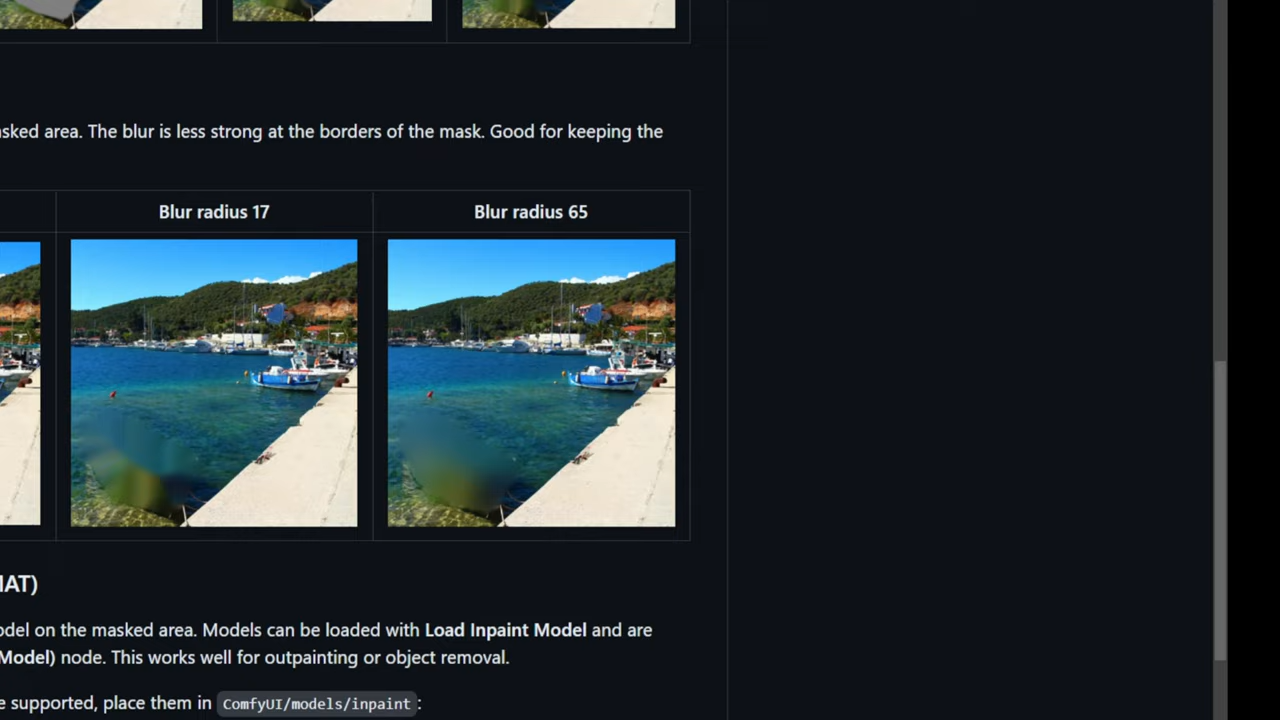 asked area. The blur is less strong at the borders of the mask. Good for keeping the
Blur radius 17
Blur radius 65
MAT)
odel on the masked area. Models can be loaded with Load Inpaint Model and are
Model) node. This works well for outpainting or object removal.
e supported, place them in ComfyUI/models/inpaint: